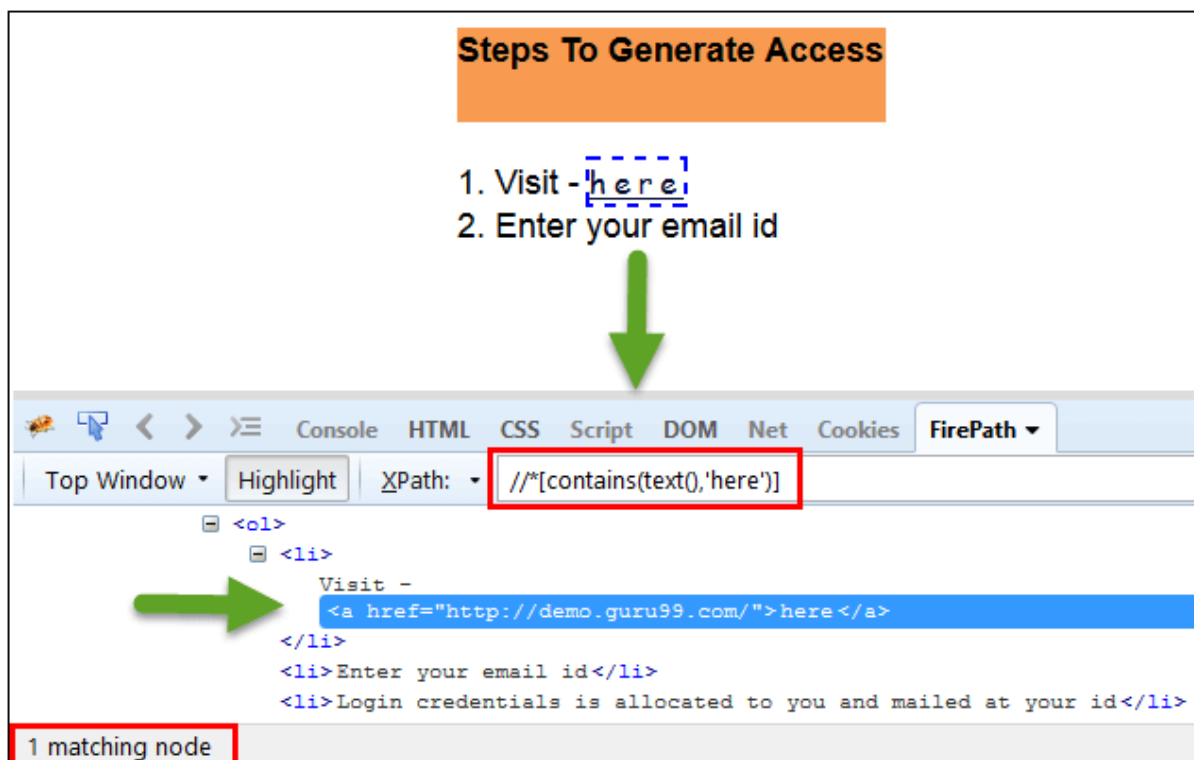 Steps To Generate Access
1. Visit - here
2. Enter your email id
Console HTML CSS Script DOM Net Cookies FirePath
Top Window Highlight XPath: //*[contains(text(),'here')]
<ol>
<li>
Visit -
<a href="http://demo.guru99.com/">here</a>
</li>
<li>Enter your email id</li>
<li>Login credentials is allocated to you and mailed at your id</li>
1 matching node